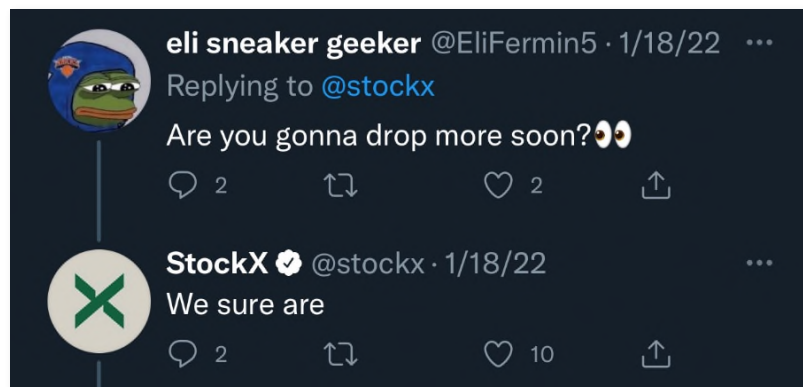 eli sneaker geeker @EliFermin5 · 1/18/22 ...
Replying to @stockx
Are you gonna drop more soon?👀
2 2
StockX @stockx · 1/18/22 ...
We sure are
2 10